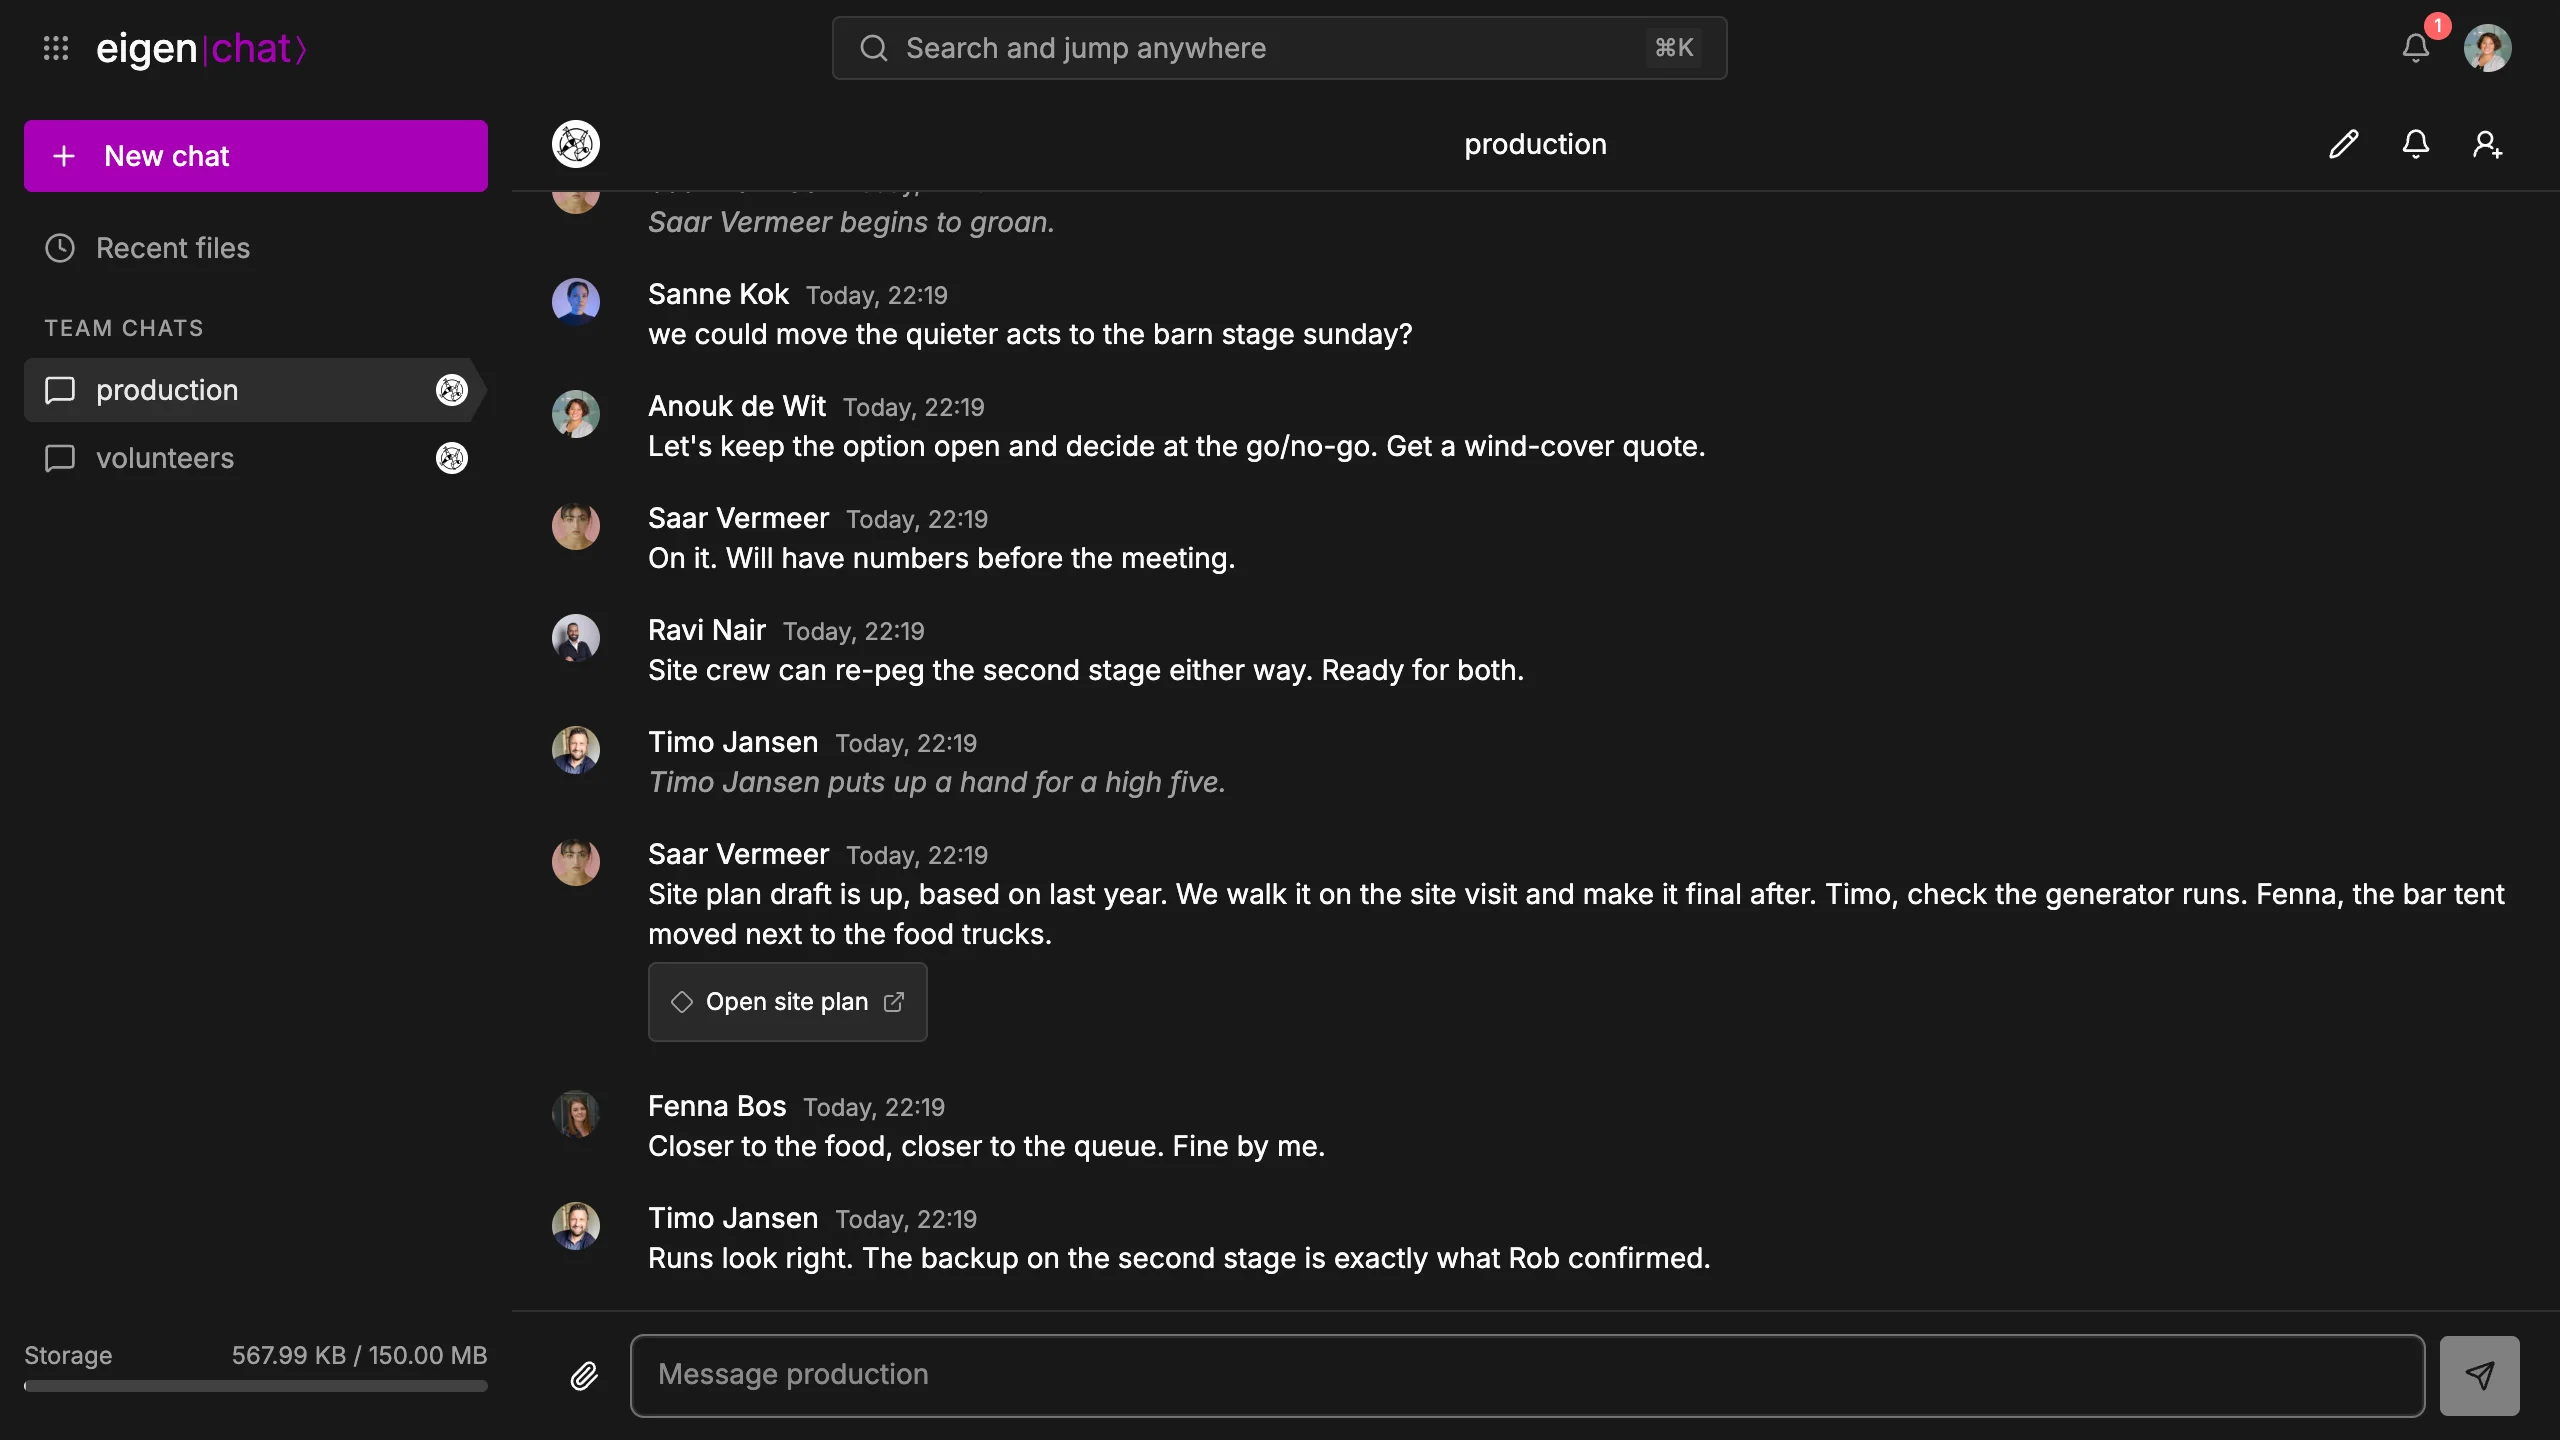 eigen|chat⟩
Search and jump anywhere
⌘K
1
New chat
Recent files
TEAM CHATS
production
volunteers
Storage
567.99 KB / 150.00 MB
production
Saar Vermeer begins to groan.
Sanne Kok Today, 22:19
we could move the quieter acts to the barn stage sunday?
Anouk de Wit Today, 22:19
Let's keep the option open and decide at the go/no-go. Get a wind-cover quote.
Saar Vermeer Today, 22:19
On it. Will have numbers before the meeting.
Ravi Nair Today, 22:19
Site crew can re-peg the second stage either way. Ready for both.
Timo Jansen Today, 22:19
Timo Jansen puts up a hand for a high five.
Saar Vermeer Today, 22:19
Site plan draft is up, based on last year. We walk it on the site visit and make it final after. Timo, check the generator runs. Fenna, the bar tent
moved next to the food trucks.
Open site plan
Fenna Bos Today, 22:19
Closer to the food, closer to the queue. Fine by me.
Timo Jansen Today, 22:19
Runs look right. The backup on the second stage is exactly what Rob confirmed.
Message production